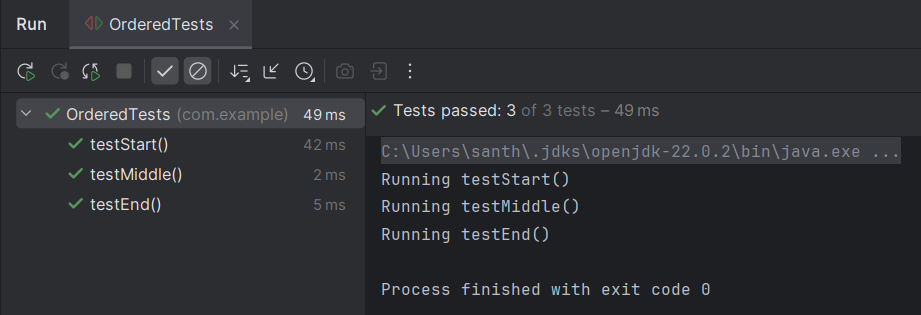 Run OrderedTests
OrderedTests (com.example) 49 ms
testStart() 42 ms
testMiddle() 2 ms
testEnd() 5 ms
Tests passed: 3 of 3 tests – 49 ms
C:\Users\santh\.jdks\openjdk-22.0.2\bin\java.exe ...
Running testStart()
Running testMiddle()
Running testEnd()
Process finished with exit code 0